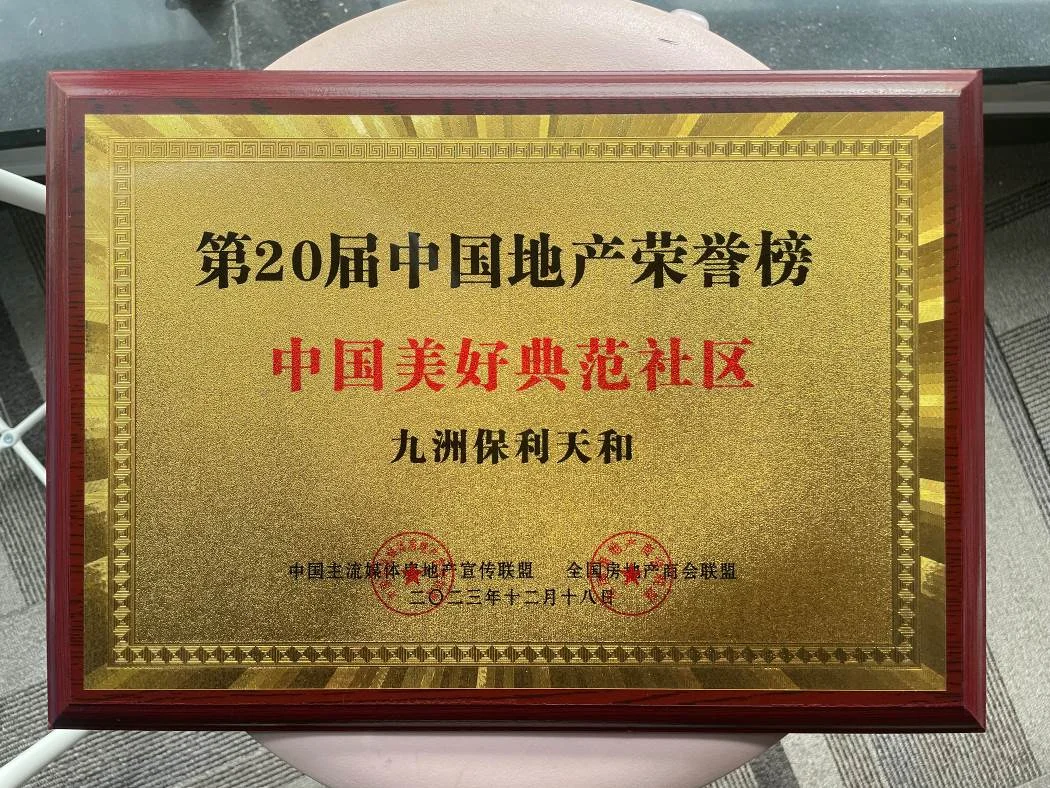 第20届中国地产荣誉榜
中国美好典范社区
九洲保利天和
中国主流媒体房地产宣传联盟 全国房地产商会联盟
二〇二三年十二月十八日